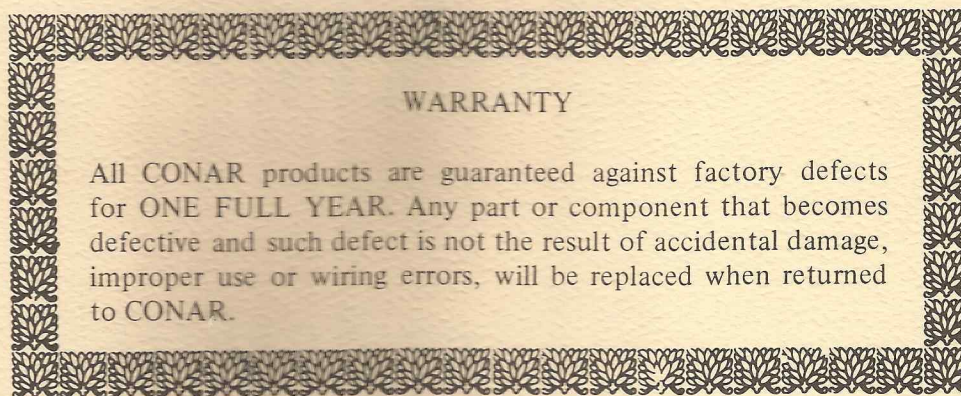 WARRANTY
All CONAR products are guaranteed against factory defects
for ONE FULL YEAR. Any part or component that becomes
defective and such defect is not the result of accidental damage,
improper use or wiring errors, will be replaced when returned
to CONAR.